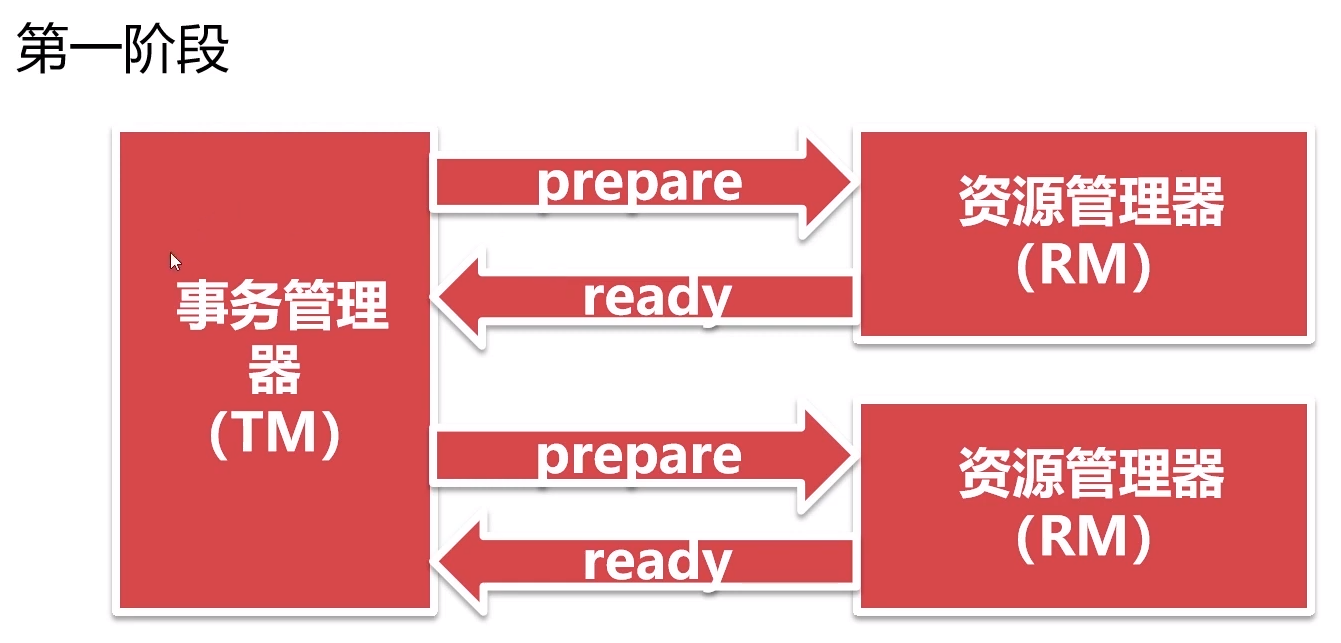 第一阶段
prepare
资源管理器
（RM）
ready
事务管理
器
（TM）
prepare
资源管理器
（RM）
ready